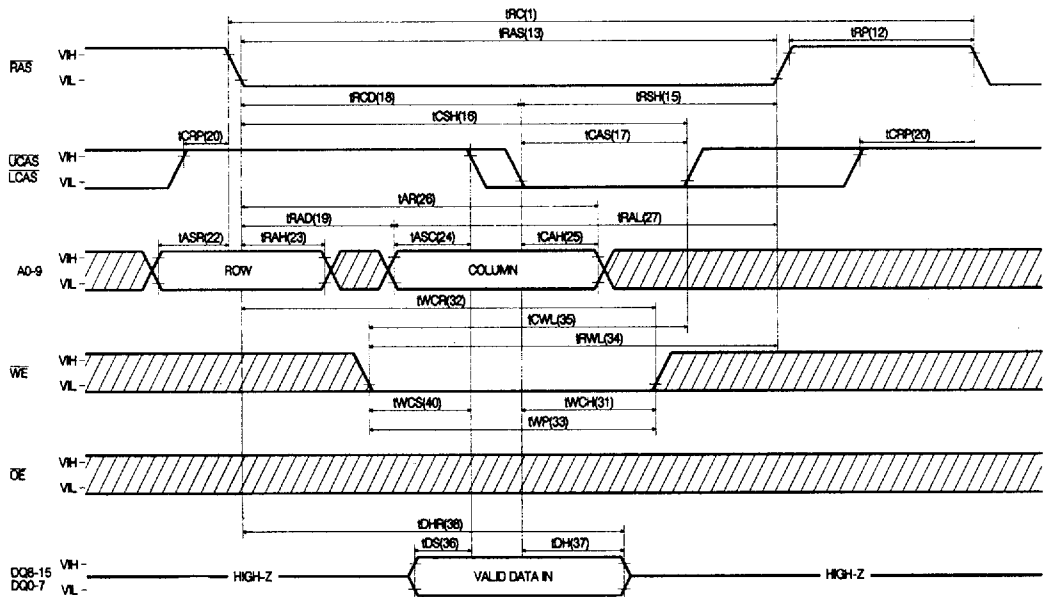 tRC(1)
tRAS(13)
tRP(12)
RAS
VIH
VIL
tRCD(18)
tRSH(15)
tCSH(16)
tCRP(20)
tCAS(17)
tCRP(20)
UCAS
LCAS
VIH
VIL
tAR(26)
tRAD(19)
tRAL(27)
tASR(22)
tRAH(23)
tASC(24)
tCAH(25)
A0-9
VIH
VIL
ROW
COLUMN
tWCR(32)
tCWL(35)
tRWL(34)
WE
VIH
VIL
tWCS(40)
tWCH(31)
tWP(33)
OE
VIH
VIL
tDHR(38)
tDS(36)
tDH(37)
DQ8-15
DQ0-7
VIH
VIL
HIGH-Z
VALID DATA IN
HIGH-Z